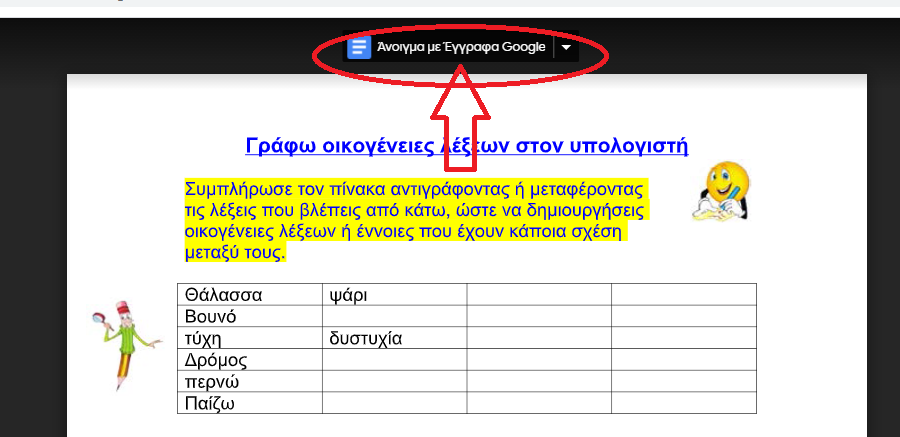 Άνοιγμα με Έγγραφα Google
Γράφω οικογένειες λέξεων στον υπολογιστή
Συμπλήρωσε τον πίνακα αντιγράφοντας ή μεταφέροντας
τις λέξεις που βλέπεις από κάτω, ώστε να δημιουργήσεις
οικογένειες λέξεων ή έννοιες που έχουν κάποια σχέση
μεταξύ τους.
Θάλασσα ψάρι
Βουνό
τύχη δυστυχία
Δρόμος
περνώ
Παίζω